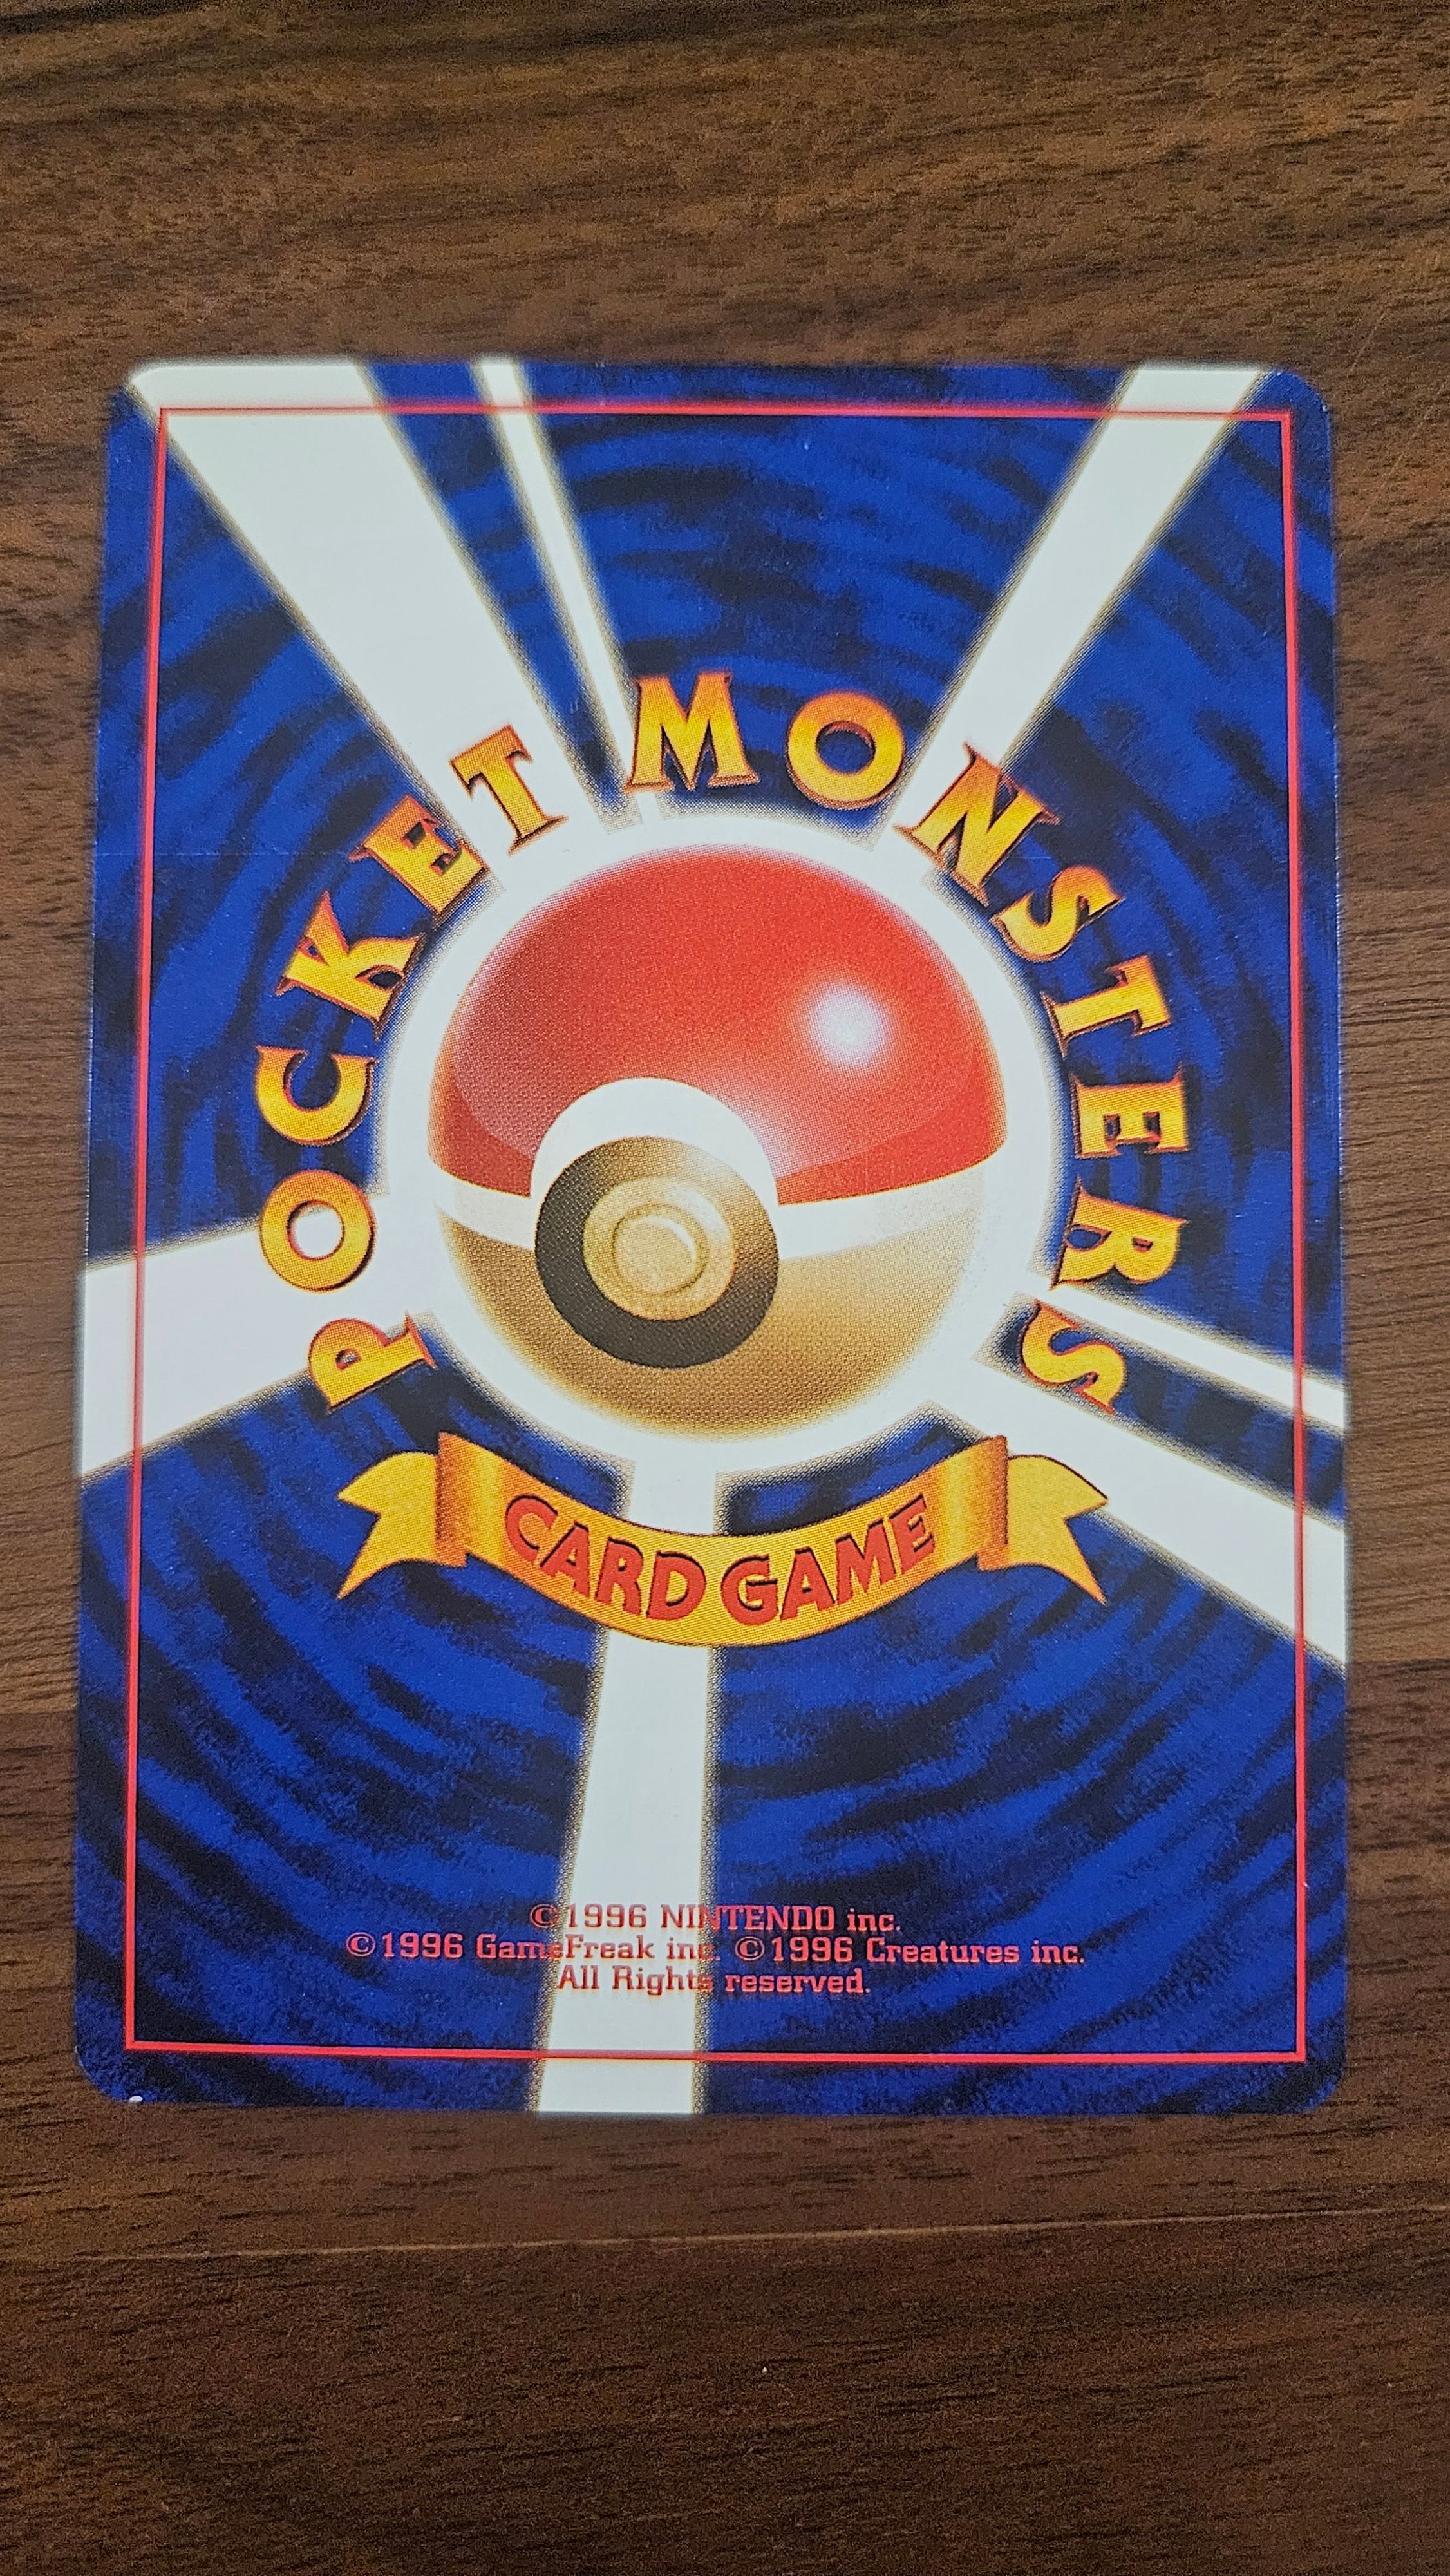 POCKET MONSTERS
CARD GAME
©1996 NINTENDO inc.
©1996 GameFreak inc. ©1996 Creatures inc.
All Rights reserved.